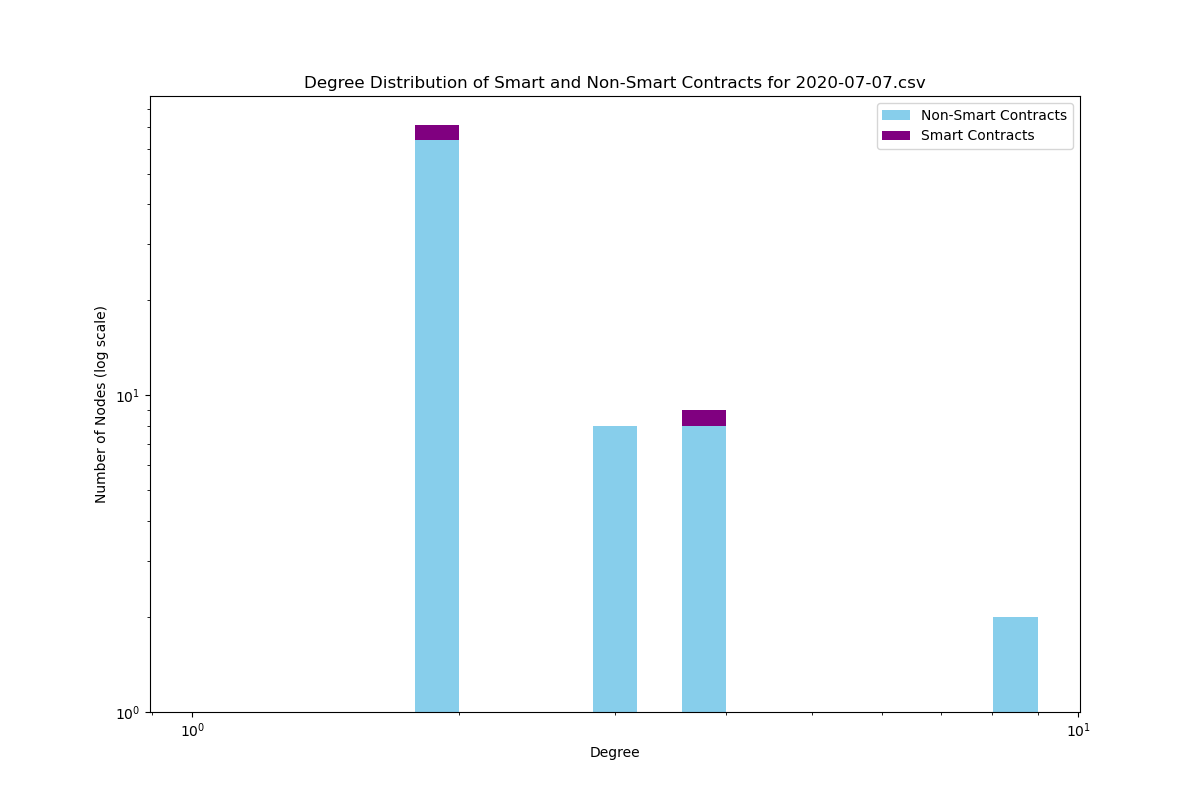 Degree Distribution of Smart and Non-Smart Contracts for 2020-07-07.csv
Non-Smart Contracts
Smart Contracts
Number of Nodes (log scale)
10¹
10⁰
10⁰ 10¹
Degree